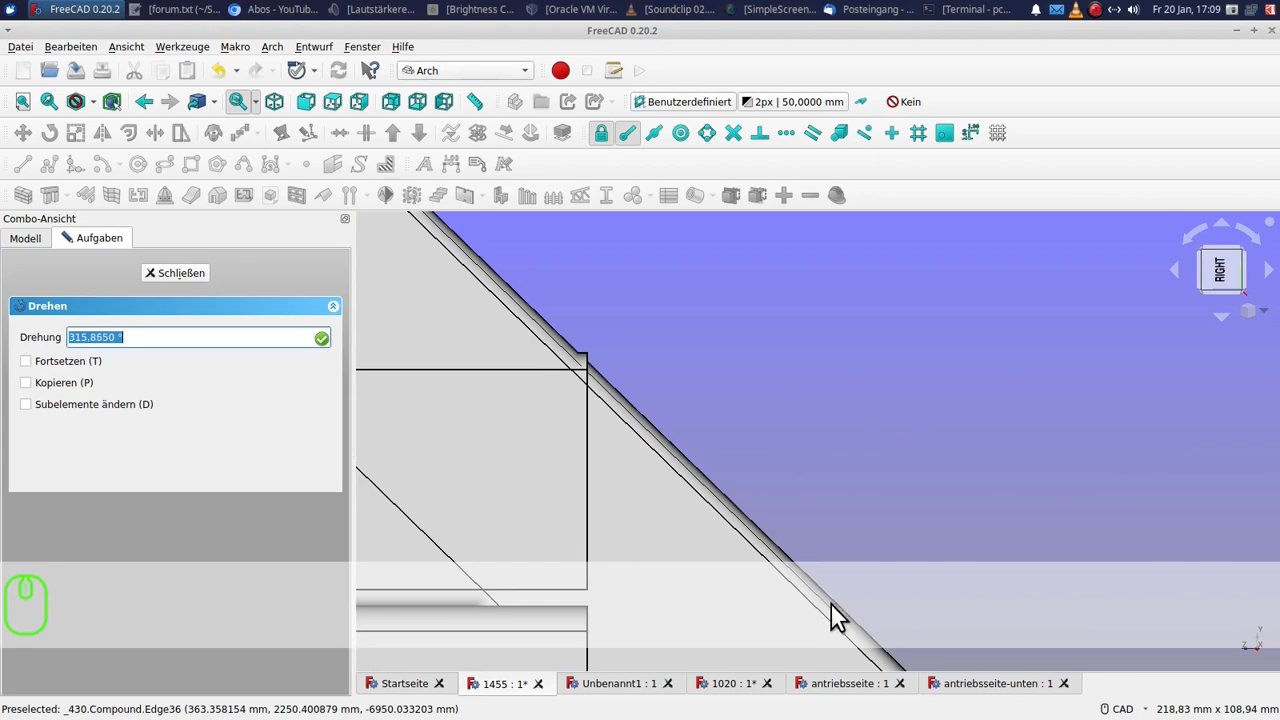 FreeCAD 0.20.2
[forum.txt (~/S...
Abos - YouTub...
[Lautstärkere...
[Brightness C...
[Oracle VM Vir...
[Soundclip 02....
[SimpleScreen...
Posteingang - ...
[Terminal - pc...
Fr 20 Jan, 17:09
FreeCAD 0.20.2
Datei Bearbeiten Ansicht Werkzeuge Makro Arch Entwurf Fenster Hilfe
Arch
Benutzerdefiniert 2px | 50,0000 mm Kein
Combo-Ansicht
Modell Aufgaben
Schließen
Drehen
Drehung 315,8550 °
Fortsetzen (T)
Kopieren (P)
Subelemente ändern (D)
RIGHT
Y
Z
Startseite 1455 : 1* Unbenannt1 : 1 1020 : 1* antriebsseite : 1 antriebsseite-unten : 1
Preselected: _430.Compound.Edge36 (363.358154 mm, 2250.400879 mm, -6950.033203 mm) CAD 218,83 mm x 108,94 mm